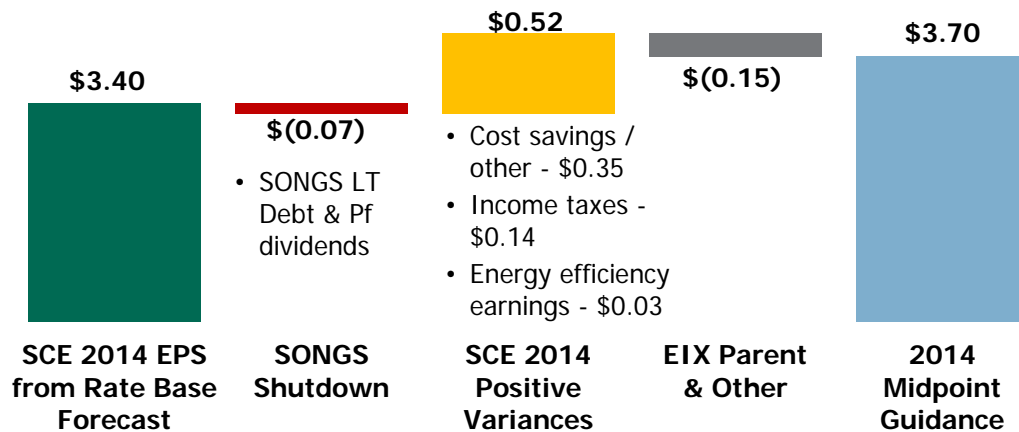 $3.40
$(0.07)
• SONGS LT
Debt & Pf
dividends
$0.52
• Cost savings /
other - $0.35
• Income taxes -
$0.14
• Energy efficiency
earnings - $0.03
$(0.15)
$3.70
SCE 2014 EPS
from Rate Base
Forecast
SONGS
Shutdown
SCE 2014
Positive
Variances
EIX Parent
& Other
2014
Midpoint
Guidance